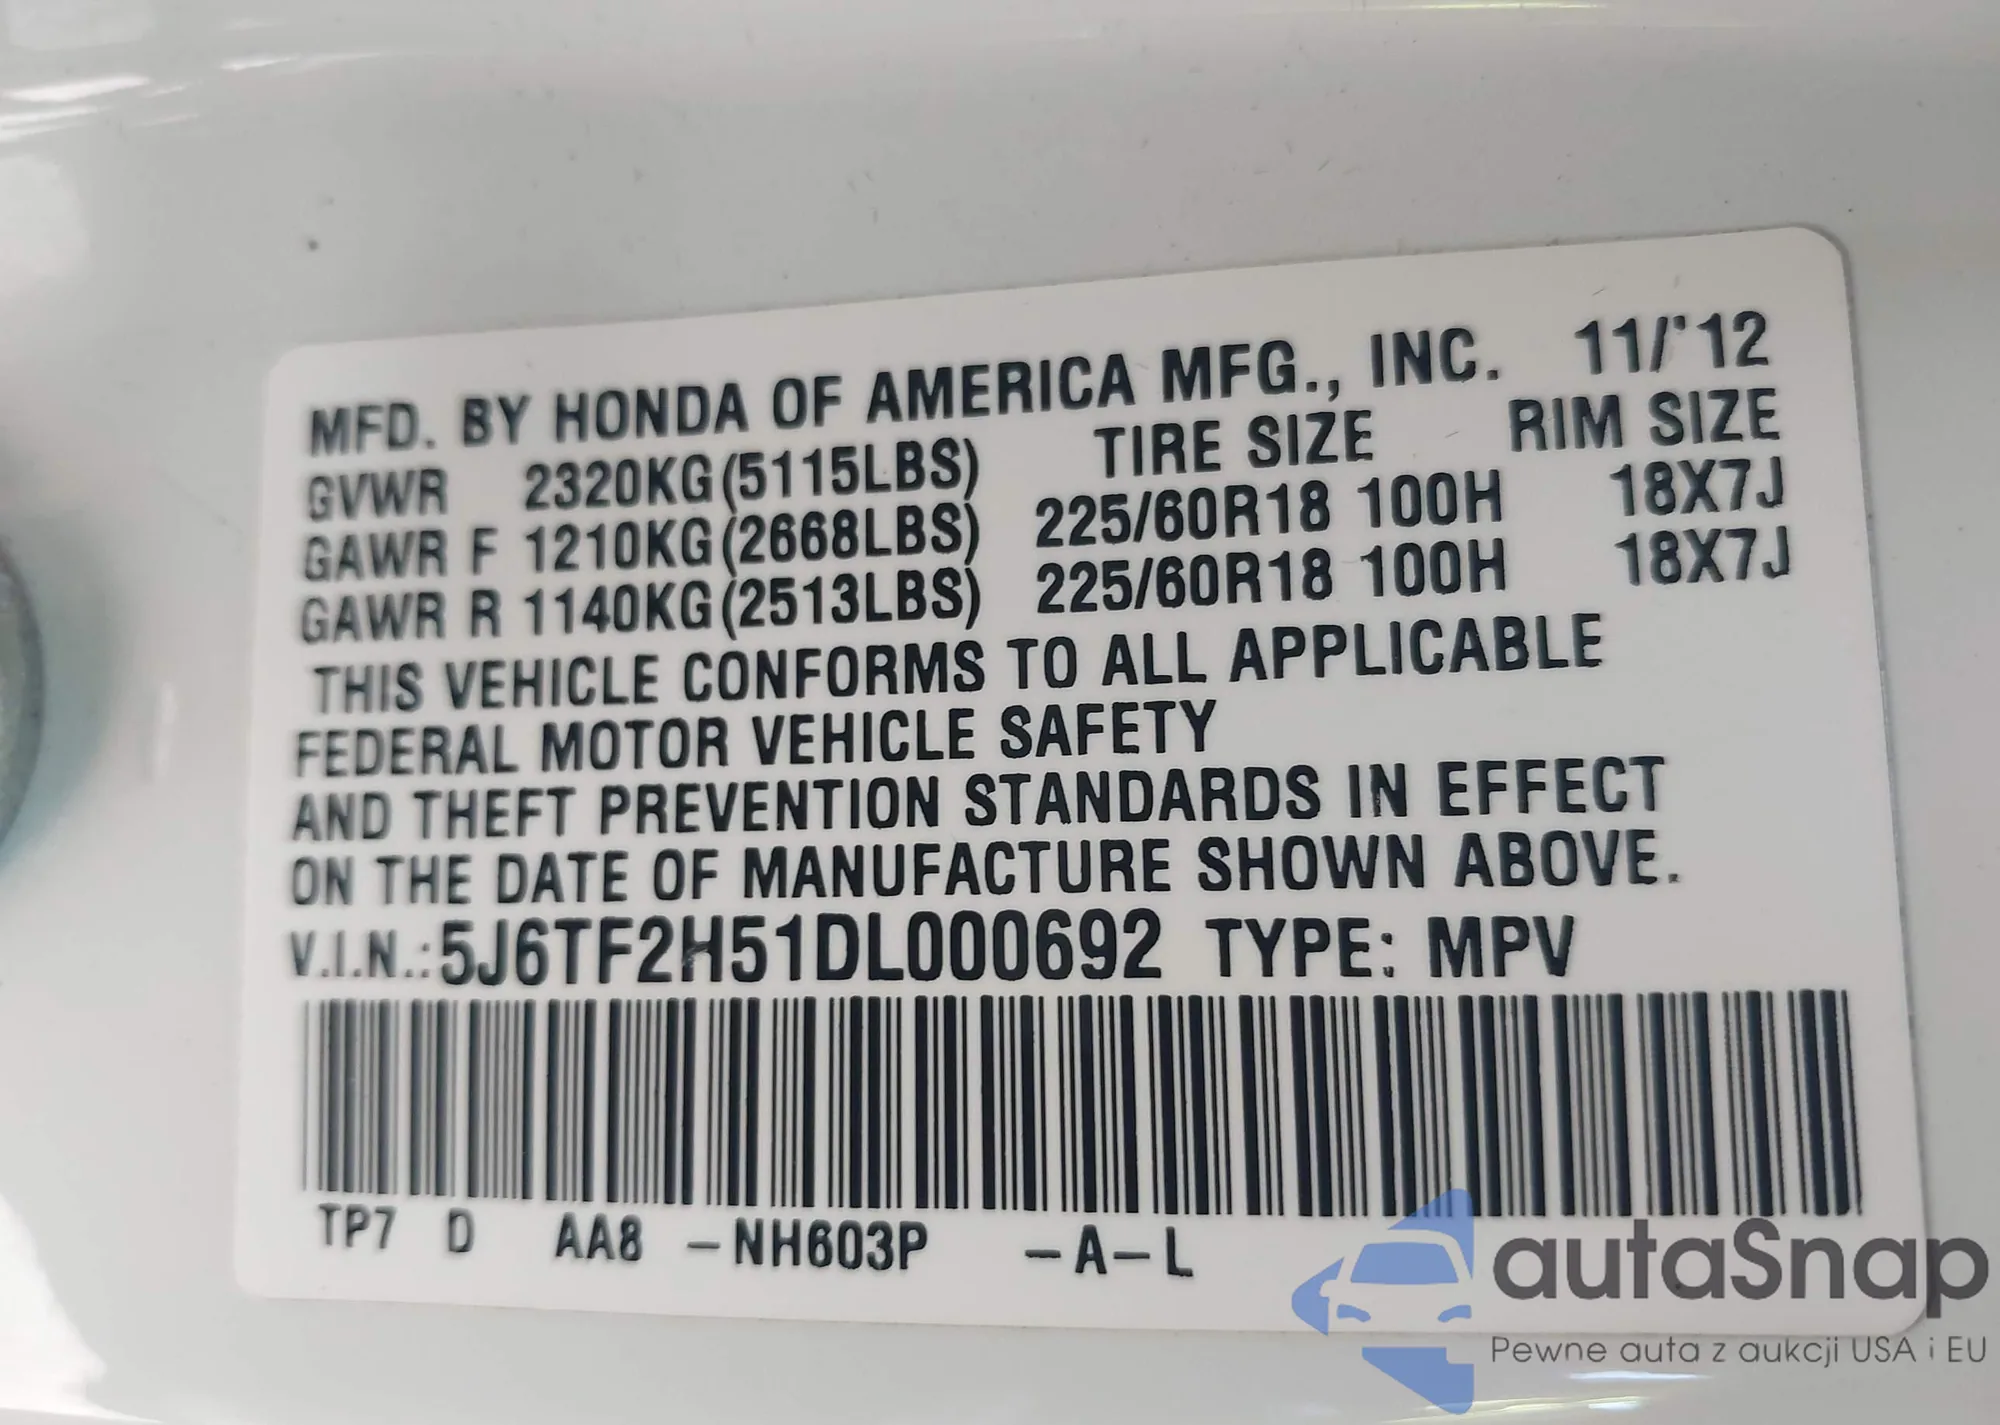 MFD. BY HONDA OF AMERICA MFG., INC. 11/'12
GVWR 2320KG(5115LBS) TIRE SIZE RIM SIZE
GAWR F 1210KG(2668LBS) 225/60R18 100H 18X7J
GAWR R 1140KG(2513LBS) 225/60R18 100H 18X7J
THIS VEHICLE CONFORMS TO ALL APPLICABLE
FEDERAL MOTOR VEHICLE SAFETY
AND THEFT PREVENTION STANDARDS IN EFFECT
ON THE DATE OF MANUFACTURE SHOWN ABOVE.
V.I.N.:5J6TF2H51DL000692 TYPE: MPV
TP7 D AA8 -NH603P -A-L
autaSnap
Pewne auta z aukcji USA i EU